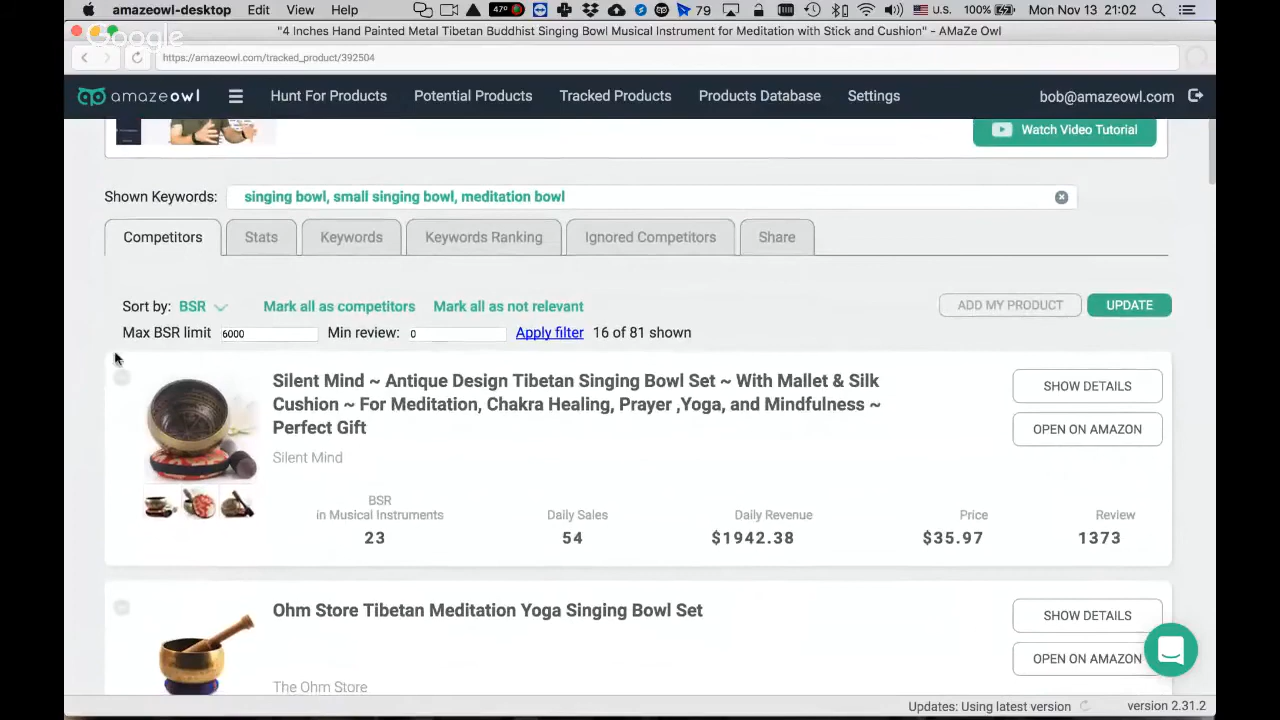 amazeowl-desktop Edit View Help 47° 79 U.S. 100% Mon Nov 13 21:02
Google
"4 Inches Hand Painted Metal Tibetan Buddhist Singing Bowl Musical Instrument for Meditation with Stick and Cushion" - AMaZe Owl
https://amazeowl.com/tracked_product/392504
amazeowl Hunt For Products Potential Products Tracked Products Products Database Settings bob@amazeowl.com
Watch Video Tutorial
Shown Keywords: singing bowl, small singing bowl, meditation bowl
Competitors Stats Keywords Keywords Ranking Ignored Competitors Share
Sort by: BSR Mark all as competitors Mark all as not relevant ADD MY PRODUCT UPDATE
Max BSR limit 6000 Min review: 0 Apply filter 16 of 81 shown
Silent Mind ~ Antique Design Tibetan Singing Bowl Set ~ With Mallet & Silk
Cushion ~ For Meditation, Chakra Healing, Prayer ,Yoga, and Mindfulness ~
Perfect Gift
SHOW DETAILS
OPEN ON AMAZON
Silent Mind
BSR
in Musical Instruments Daily Sales Daily Revenue Price Review
23 54 $1942.38 $35.97 1373
Ohm Store Tibetan Meditation Yoga Singing Bowl Set
SHOW DETAILS
OPEN ON AMAZON
The Ohm Store
Updates: Using latest version version 2.31.2